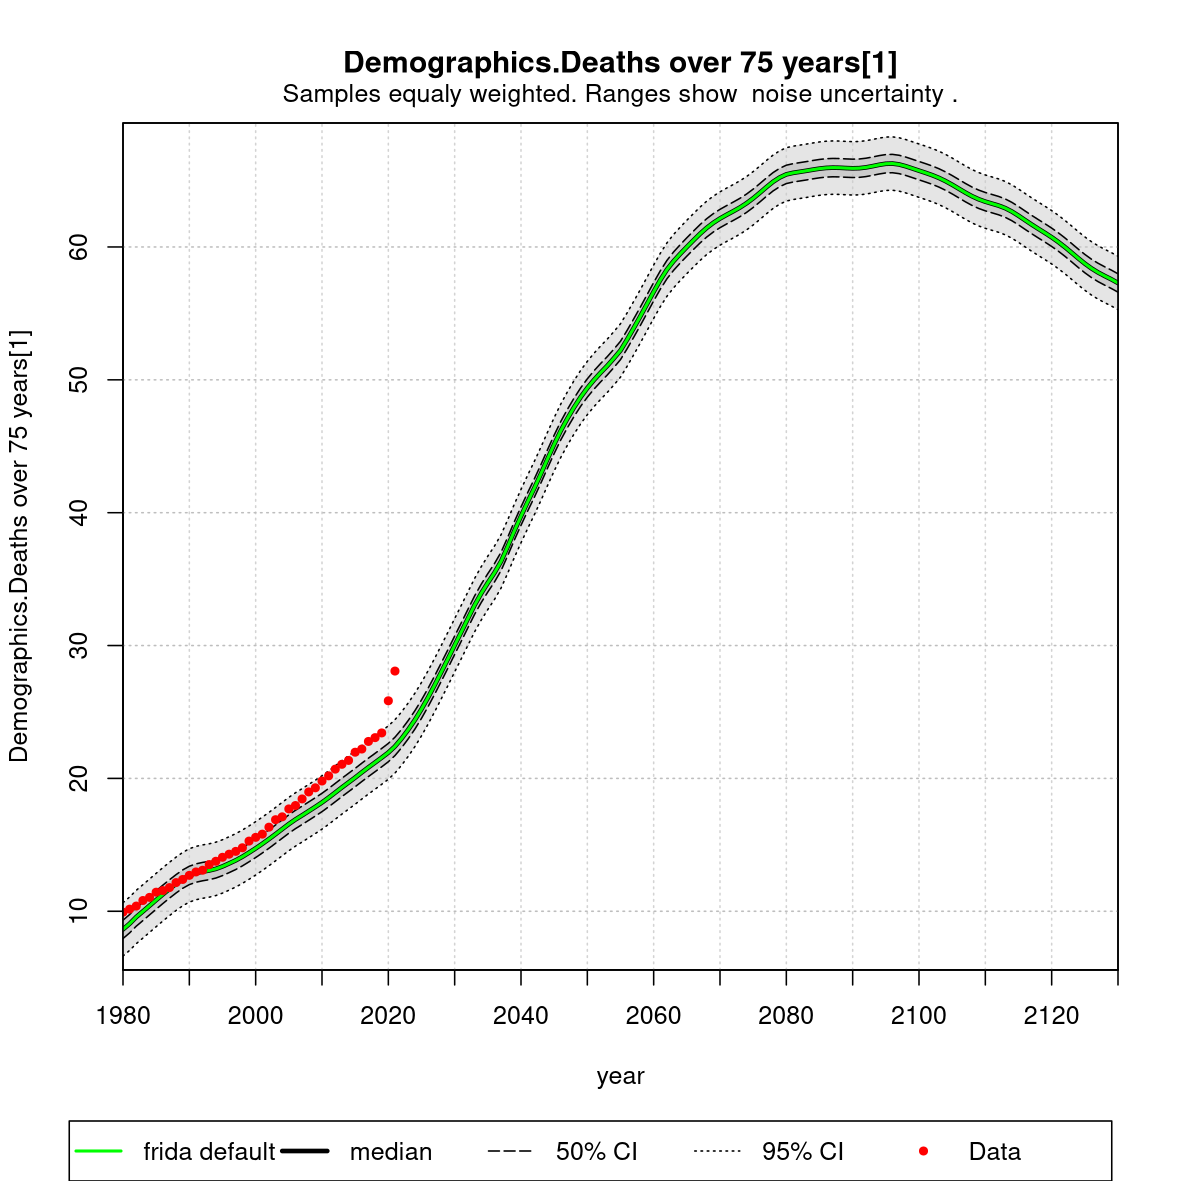 Demographics.Deaths over 75 years[1]
Samples equaly weighted. Ranges show  noise uncertainty .
Demographics.Deaths over 75 years[1]
60
50
40
30
20
10
1980 2000 2020 2040 2060 2080 2100 2120
year
frida default median 50% CI 95% CI Data